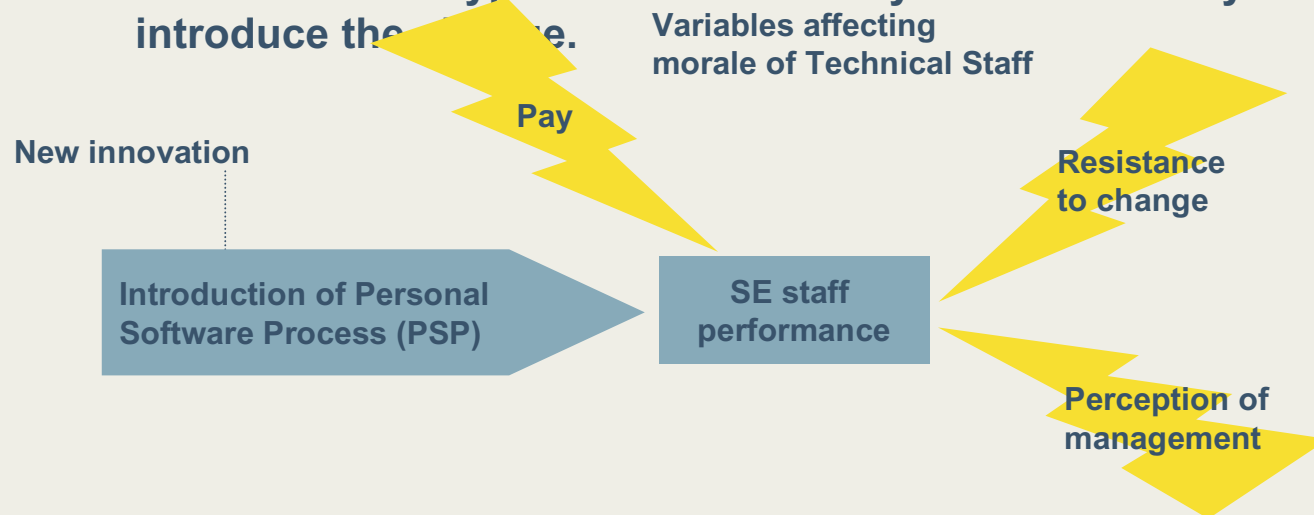 introduce the
Variables affecting
morale of Technical Staff
Pay
New innovation
Resistance
to change
Introduction of Personal
Software Process (PSP)
SE staff
performance
Perception of
management